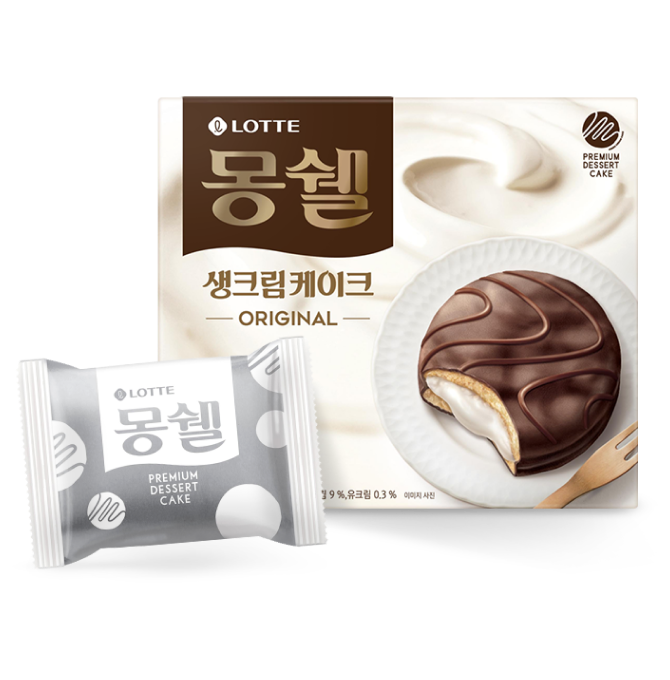 LOTTE
몽쉘
PREMIUM
DESSERT
CAKE
생크림케이크
ORIGINAL
9 %,유크림 0.3 % 이미지 사진
LOTTE
몽쉘
PREMIUM
DESSERT
CAKE